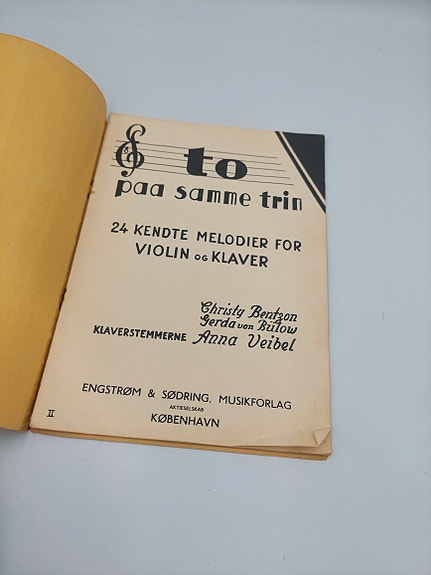 to
paa samme trin
24 KENDTE MELODIER FOR
VIOLIN OG KLAVER
Christy Bentzon
Gerda von Bülow
KLAVERSTEMMERNE Anna Veibel
ENGSTRØM & SØDRING, MUSIKFORLAG
AKTIESELSKAB
KØBENHAVN
II